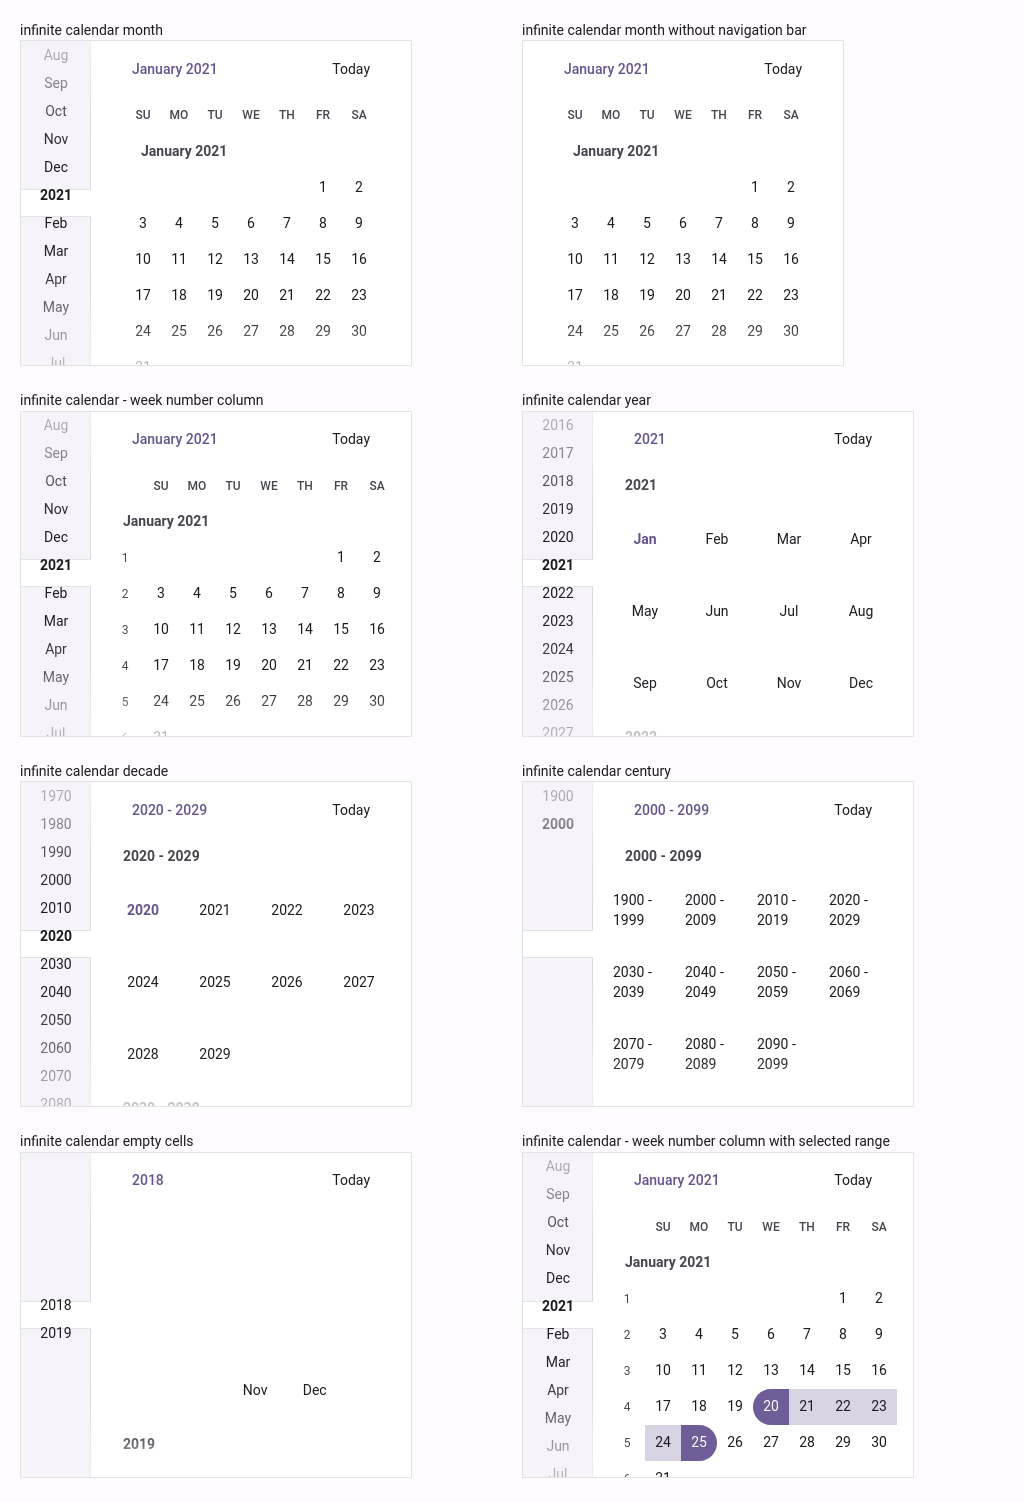 infinite calendar month
Aug
Sep
Oct
Nov
Dec
2021
Feb
Mar
Apr
May
Jun
Jul
January 2021 Today
SU MO TU WE TH FR SA
January 2021
1 2
3 4 5 6 7 8 9
10 11 12 13 14 15 16
17 18 19 20 21 22 23
24 25 26 27 28 29 30
31
infinite calendar month without navigation bar
January 2021 Today
SU MO TU WE TH FR SA
January 2021
1 2
3 4 5 6 7 8 9
10 11 12 13 14 15 16
17 18 19 20 21 22 23
24 25 26 27 28 29 30
31
infinite calendar - week number column
Aug
Sep
Oct
Nov
Dec
2021
Feb
Mar
Apr
May
Jun
Jul
January 2021 Today
SU MO TU WE TH FR SA
January 2021
1 1 2
2 3 4 5 6 7 8 9
3 10 11 12 13 14 15 16
4 17 18 19 20 21 22 23
5 24 25 26 27 28 29 30
6 31
infinite calendar year
2016
2017
2018
2019
2020
2021
2022
2023
2024
2025
2026
2027
2021 Today
2021
Jan Feb Mar Apr
May Jun Jul Aug
Sep Oct Nov Dec
2022
infinite calendar decade
1970
1980
1990
2000
2010
2020
2030
2040
2050
2060
2070
2080
2020 - 2029 Today
2020 - 2029
2020 2021 2022 2023
2024 2025 2026 2027
2028 2029
2030 - 2039
infinite calendar century
1900
2000
2000 - 2099 Today
2000 - 2099
1900 - 2000 - 2010 - 2020 -
1999 2009 2019 2029
2030 - 2040 - 2050 - 2060 -
2039 2049 2059 2069
2070 - 2080 - 2090 -
2079 2089 2099
infinite calendar empty cells
2018
2019
2018 Today
Nov Dec
2019
infinite calendar - week number column with selected range
Aug
Sep
Oct
Nov
Dec
2021
Feb
Mar
Apr
May
Jun
Jul
January 2021 Today
SU MO TU WE TH FR SA
January 2021
1 1 2
2 3 4 5 6 7 8 9
3 10 11 12 13 14 15 16
4 17 18 19 20 21 22 23
5 24 25 26 27 28 29 30
6 31